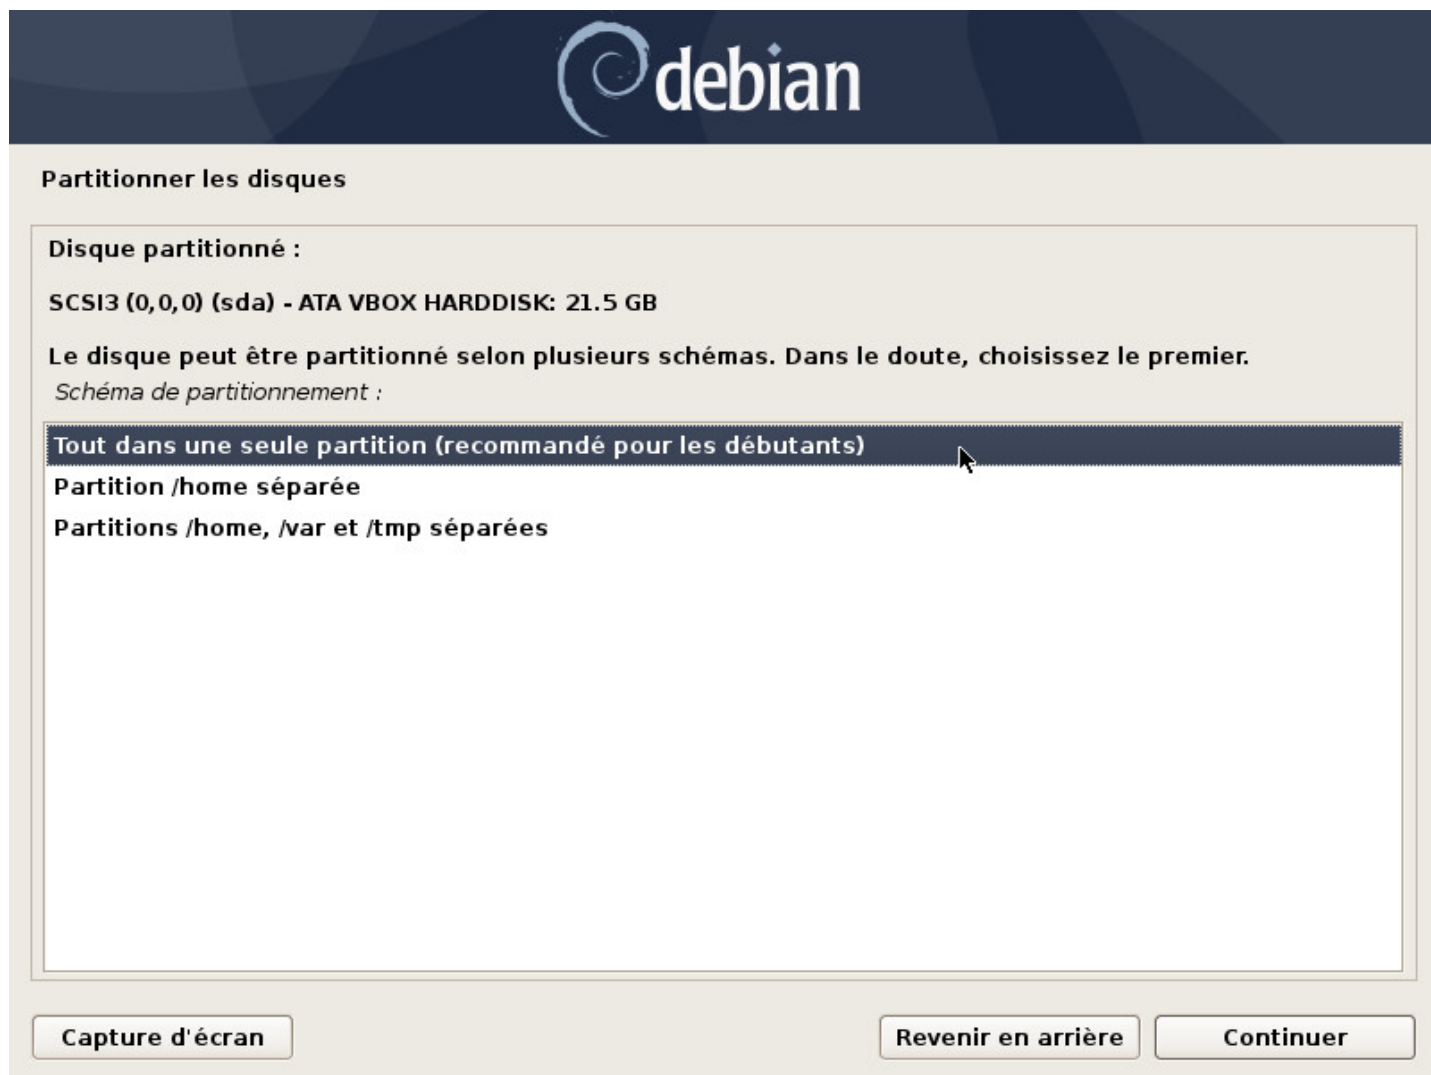 debian
Partitionner les disques
Disque partitionné :
SCSI3 (0,0,0) (sda) - ATA VBOX HARDDISK: 21.5 GB
Le disque peut être partitionné selon plusieurs schémas. Dans le doute, choisissez le premier.
Schéma de partitionnement :
Tout dans une seule partition (recommandé pour les débutants)
Partition /home séparée
Partitions /home, /var et /tmp séparées
Capture d'écran
Revenir en arrière
Continuer